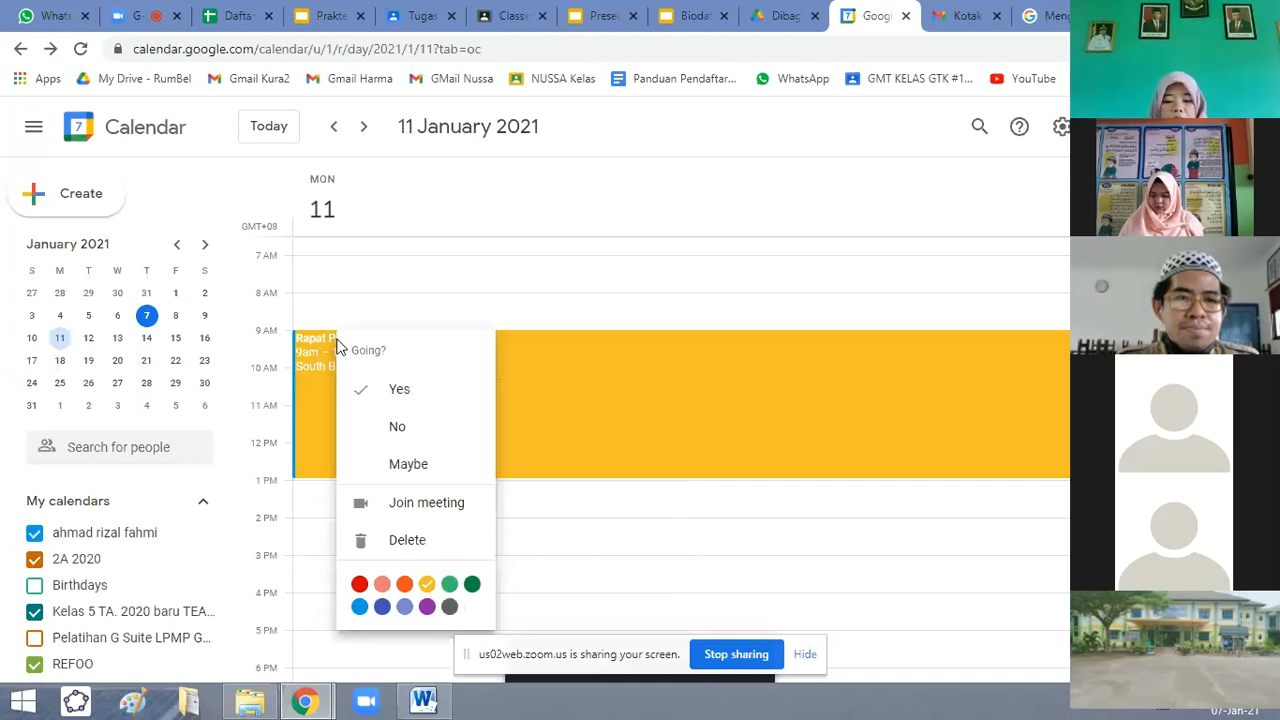 Situs
Tugas
Jurnal
Classw
Prese
Biodat
Dibag
Googl
Kotak
Meng
calendar.google.com/calendar/u/1/r/day/2021/1/11?tab=oc
Apps
My Drive - RumBel
Gmail Kura2
Gmail Harma
GMail Nussa
NUSSA Kelas
Panduan Pendaftar...
WhatsApp
GMT KELAS GTK #1...
YouTube
7 Calendar
Today
11 January 2021
Create
MON
11
GMT+08
January 2021
S M T W T F S
27 28 29 30 31 1 2
3 4 5 6 7 8 9
10 11 12 13 14 15 16
17 18 19 20 21 22 23
24 25 26 27 28 29 30
31 1 2 3 4 5 6
Search for people
My calendars
ahmad rizal fahmi
2A 2020
Birthdays
Kelas 5 TA. 2020 baru TEA...
Pelatihan G Suite LPMP G...
REFOO
7 AM
8 AM
9 AM
10 AM
11 AM
12 PM
1 PM
2 PM
3 PM
4 PM
5 PM
6 PM
Rapat P
9am –
South B
Going?
Yes
No
Maybe
Join meeting
Delete
us02web.zoom.us is sharing your screen.
Stop sharing
Hide
07-Jan-21